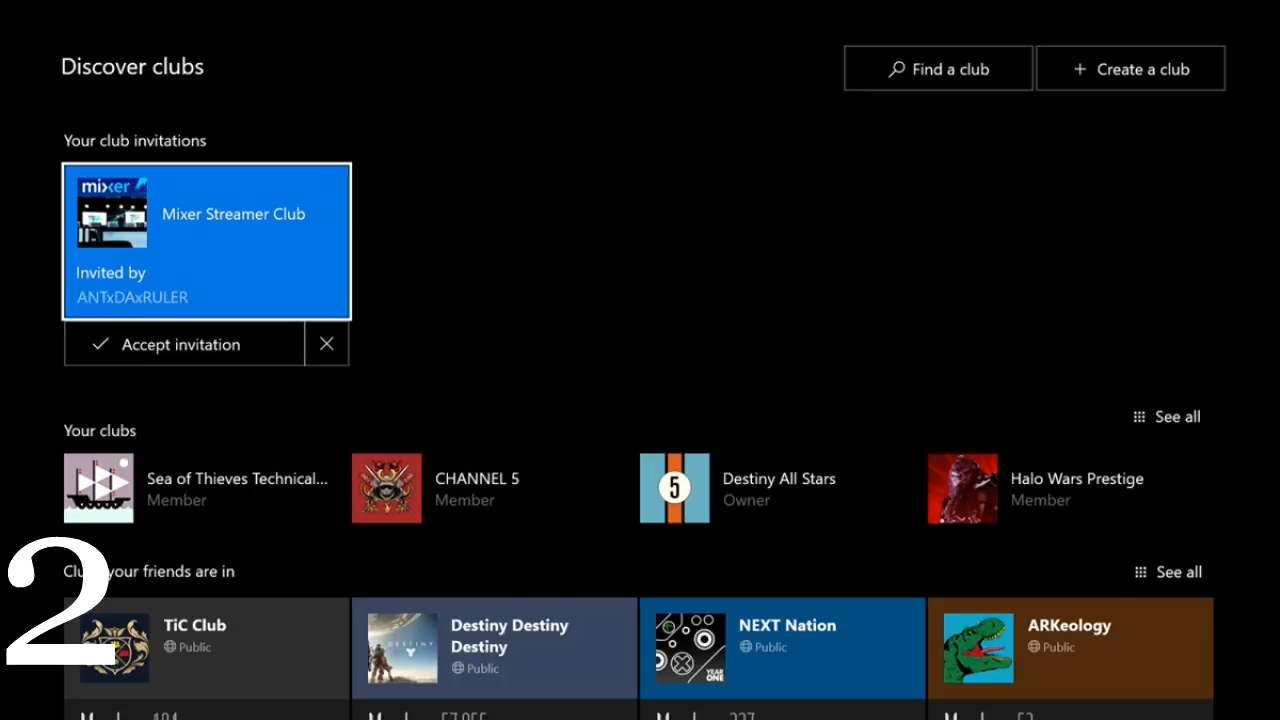 Discover clubs
Find a club
+ Create a club
Your club invitations
mixer
Mixer Streamer Club
Invited by
ANTxDAxRULER
Accept invitation
See all
Your clubs
Sea of Thieves Technical...
Member
CHANNEL 5
Member
5
Destiny All Stars
Owner
Halo Wars Prestige
Member
2
your friends are in
See all
TiC Club
Public
DESTINY
Destiny Destiny
Destiny
Public
YEAR
ONE
NEXT Nation
Public
ARKeology
Public